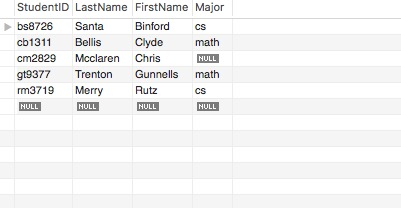 StudentID LastName FirstName Major
bs8726 Santa Binford cs
cb1311 Bellis Clyde math
cm2829 Mcclaren Chris NULL
gt9377 Trenton Gunnells math
rm3719 Merry Rutz cs
NULL NULL NULL NULL